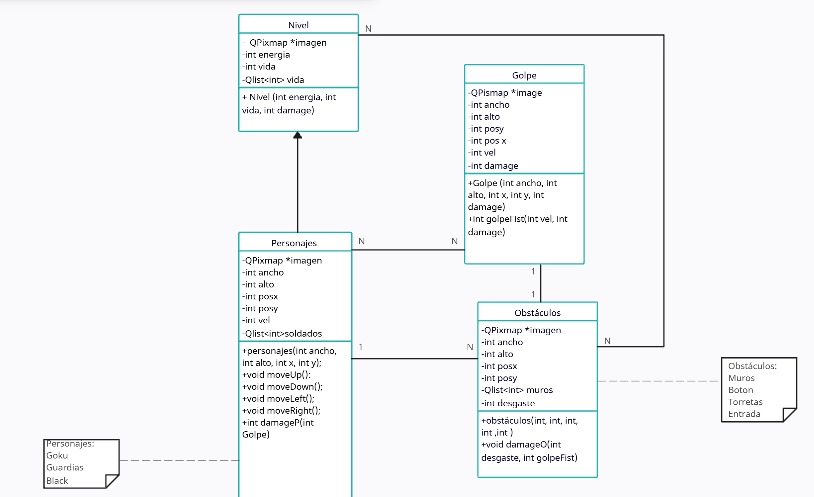 Nivel
QPixmap *imagen
-int energia
-int vida
-Qlist<int> vida
+ Nivel (int energia, int
vida, int damage)
N
Golpe
-QPismap *image
-int ancho
-int alto
-int posy
-int pos x
-int vel
-int damage
+Golpe (int ancho, int
alto, int x, int y, int
damage)
+int golpeFist(int vel, int
damage)
Personajes
-QPixmap *imagen
-int ancho
-int alto
-int posx
-int posy
-int vel
-Qlist<int>soldados
+personajes(int ancho,
int alto, int x, int y);
+void moveUp():
+void moveDown();
+void moveLeft();
+void moveRight();
+int damageP(int
Golpe)
N
N
1
1
1
N
N
Obstáculos
-QPixmap *imagen
-int ancho
-int alto
-int posx
-int posy
-Qlist<int> muros
-int desgaste
+obstáculos(int, int, int,
int ,int )
+void damageO(int
desgaste, int golpeFist)
Obstáculos:
Muros
Boton
Torretas
Entrada
Personajes:
Goku
Guardias
Black